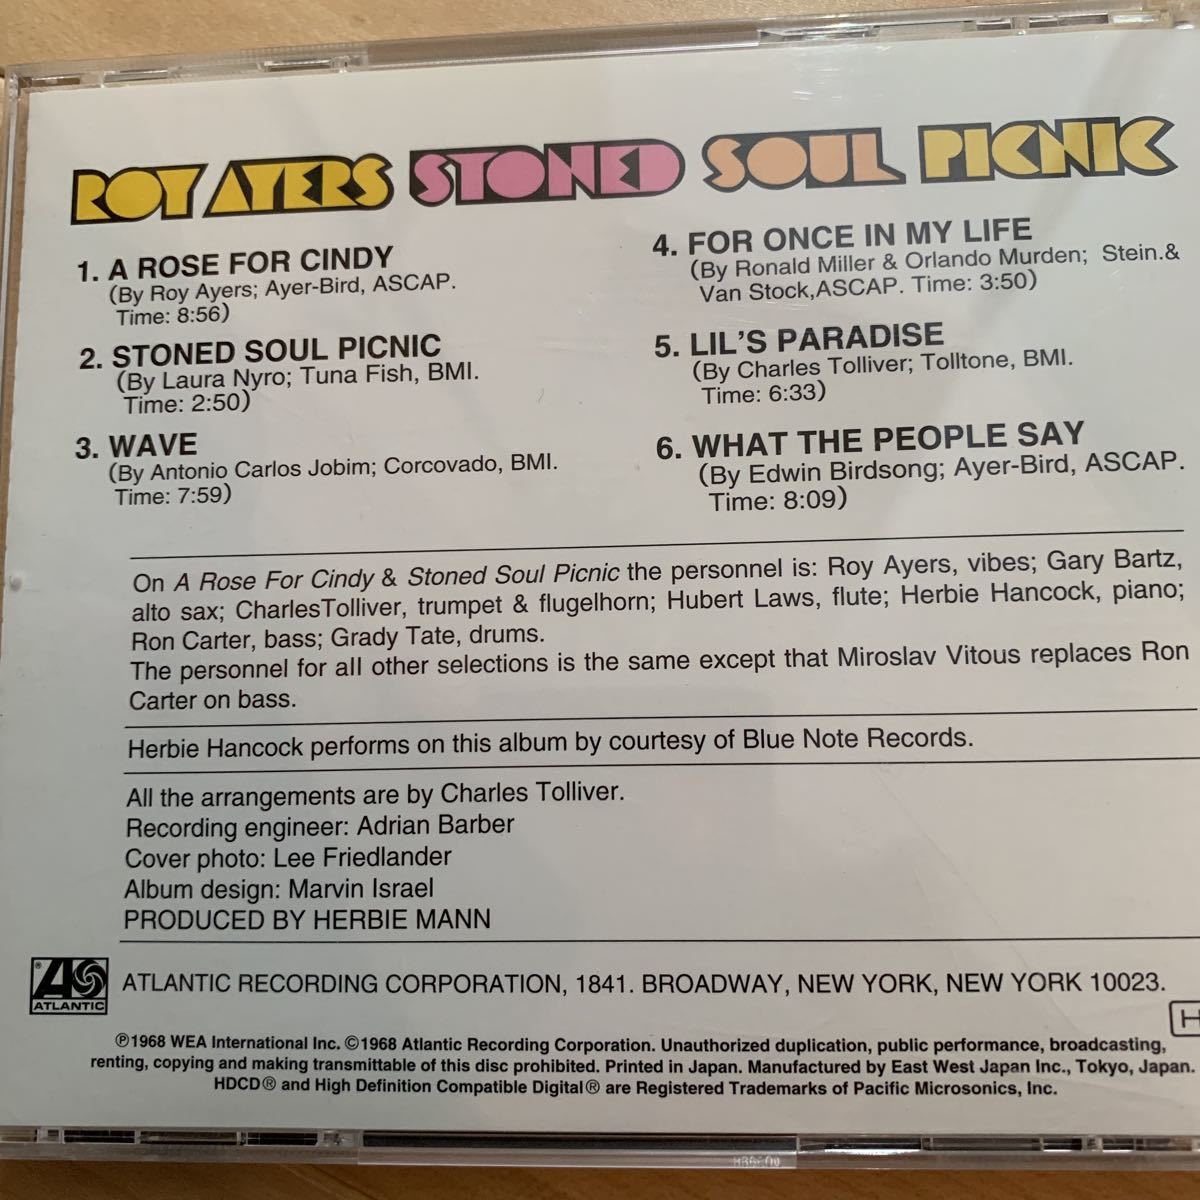 ROY AYERS STONED SOUL PICNIC
1. A ROSE FOR CINDY
(By Roy Ayers; Ayer-Bird, ASCAP.
Time: 8:56)
2. STONED SOUL PICNIC
(By Laura Nyro; Tuna Fish, BMI.
Time: 2:50)
3. WAVE
(By Antonio Carlos Jobim; Corcovado, BMI.
Time: 7:59)
4. FOR ONCE IN MY LIFE
(By Ronald Miller & Orlando Murden; Stein.&
Van Stock,ASCAP. Time: 3:50)
5. LIL'S PARADISE
(By Charles Tolliver; Tolltone, BMI.
Time: 6:33)
6. WHAT THE PEOPLE SAY
(By Edwin Birdsong; Ayer-Bird, ASCAP.
Time: 8:09)
On A Rose For Cindy & Stoned Soul Picnic the personnel is: Roy Ayers, vibes; Gary Bartz,
alto sax; CharlesTolliver, trumpet & flugelhorn; Hubert Laws, flute; Herbie Hancock, piano;
Ron Carter, bass; Grady Tate, drums.
The personnel for all other selections is the same except that Miroslav Vitous replaces Ron
Carter on bass.
Herbie Hancock performs on this album by courtesy of Blue Note Records.
All the arrangements are by Charles Tolliver.
Recording engineer: Adrian Barber
Cover photo: Lee Friedlander
Album design: Marvin Israel
PRODUCED BY HERBIE MANN
ATLANTIC
ATLANTIC RECORDING CORPORATION, 1841. BROADWAY, NEW YORK, NEW YORK 10023.
H
℗1968 WEA International Inc. ©1968 Atlantic Recording Corporation. Unauthorized duplication, public performance, broadcasting,
renting, copying and making transmittable of this disc prohibited. Printed in Japan. Manufactured by East West Japan Inc., Tokyo, Japan.
HDCD® and High Definition Compatible Digital® are Registered Trademarks of Pacific Microsonics, Inc.